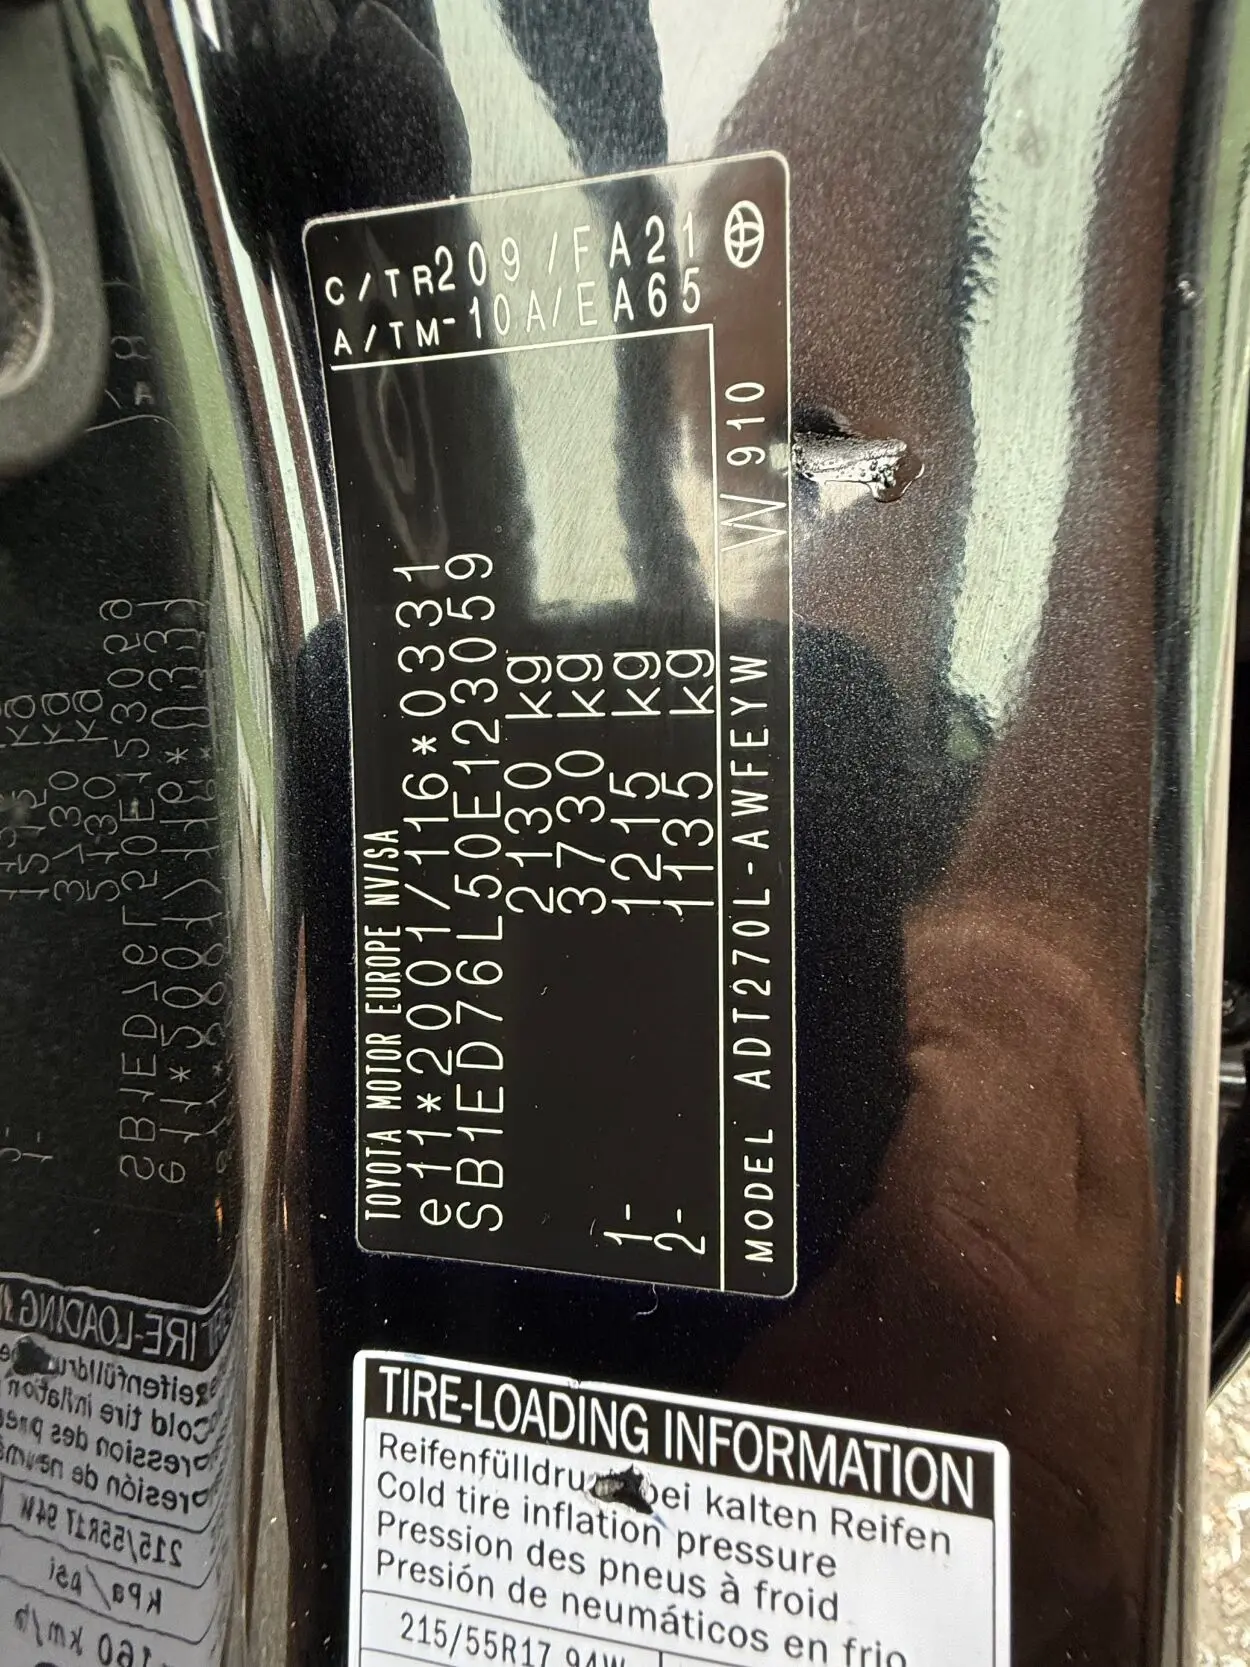 C/TR209/FA21
A/TM-10A/EA65
TOYOTA MOTOR EUROPE NV/SA
e11*2001/116*0331
SB1ED76L50E123059
2130 kg
3730 kg
1- 1215 kg
2- 1135 kg
MODEL ADT270L-AWFEYW W910
TIRE-LOADING INFORMATION
bei kalten Reifen
Cold tire inflation pressure
Pression des pneus à froid
Presión de neumáticos en frio
215/55R17 94W